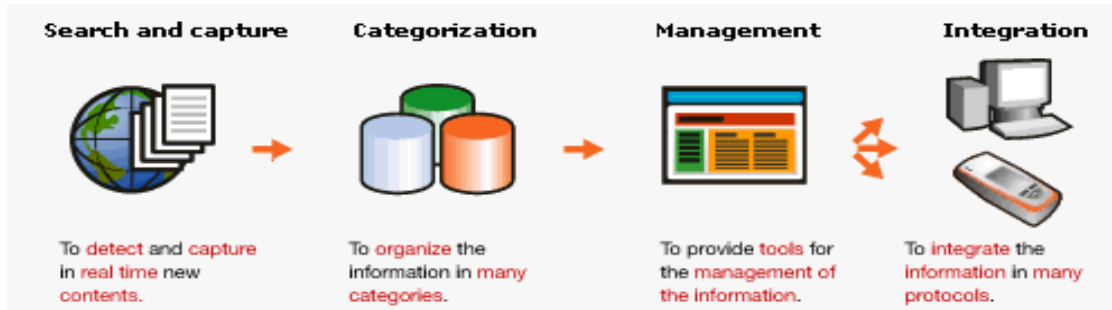 Search and capture
Categorization
Management
Integration
To detect and capture
in real time new
contents.
To organize the
information in many
categories.
To provide tools for
the management of
the information.
To integrate the
information in many
protocols.